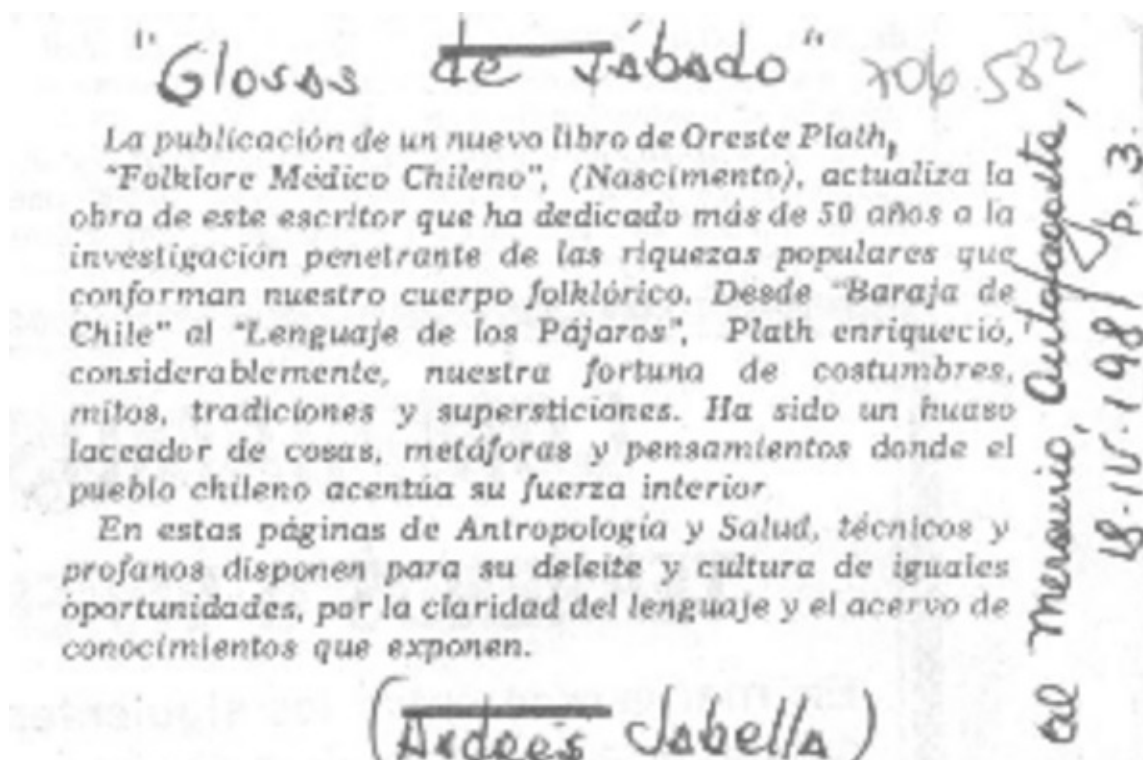 "Glosas de Sábado"
706.582
La publicación de un nuevo libro de Oreste Plath,
"Folklore Médico Chileno", (Nascimento), actualiza la
obra de este escritor que ha dedicado más de 50 años a la
investigación penetrante de las riquezas populares que
conforman nuestro cuerpo folklórico. Desde "Baraja de
Chile" al "Lenguaje de los Pájaros", Plath enriqueció,
considerablemente, nuestra fortuna de costumbres,
mitos, tradiciones y supersticiones. Ha sido un huaso
laceador de cosas, metáforas y pensamientos donde el
pueblo chileno acentúa su fuerza interior.
En estas páginas de Antropología y Salud, técnicos y
profanos disponen para su deleite y cultura de iguales
oportunidades, por la claridad del lenguaje y el acervo de
conocimientos que exponen.
(Andrés Sabella)
El Mercurio, Antofagasta,
18-IV-1981 p. 3.